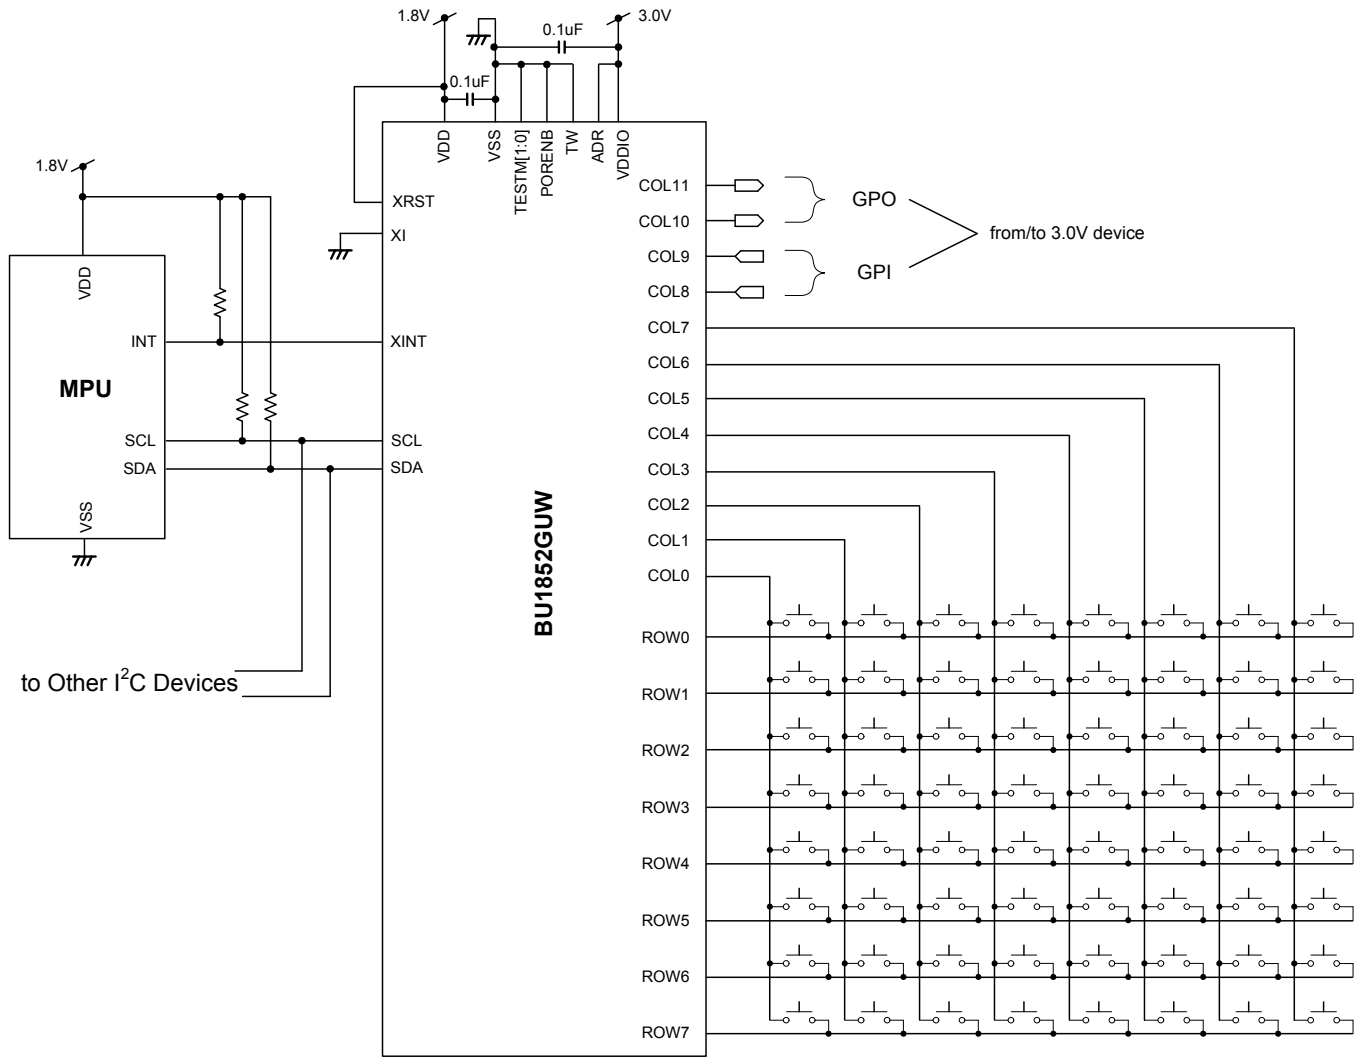 1.8V
3.0V
0.1uF
0.1uF
VDD
VSS
TESTM[1:0]
PORENB
TW
ADR
VDDIO
1.8V
XRST
XI
VDD
INT
XINT
MPU
SCL
SCL
SDA
SDA
VSS
BU1852GUW
to Other I²C Devices
COL11
COL10
GPO
COL9
COL8
GPI
from/to 3.0V device
COL7
COL6
COL5
COL4
COL3
COL2
COL1
COL0
ROW0
ROW1
ROW2
ROW3
ROW4
ROW5
ROW6
ROW7